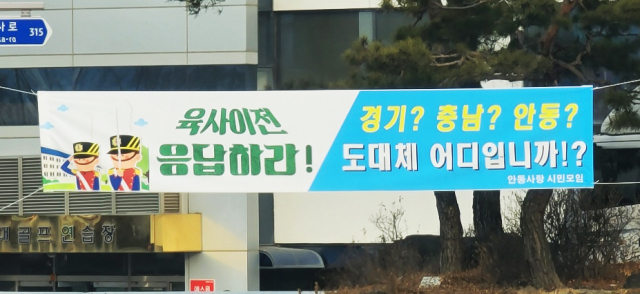 사로
sa-ro
315
육사이전
응답하라!
경기? 충남? 안동?
도대체 어디입니까!?
안동사랑 시민모임
골프연습장